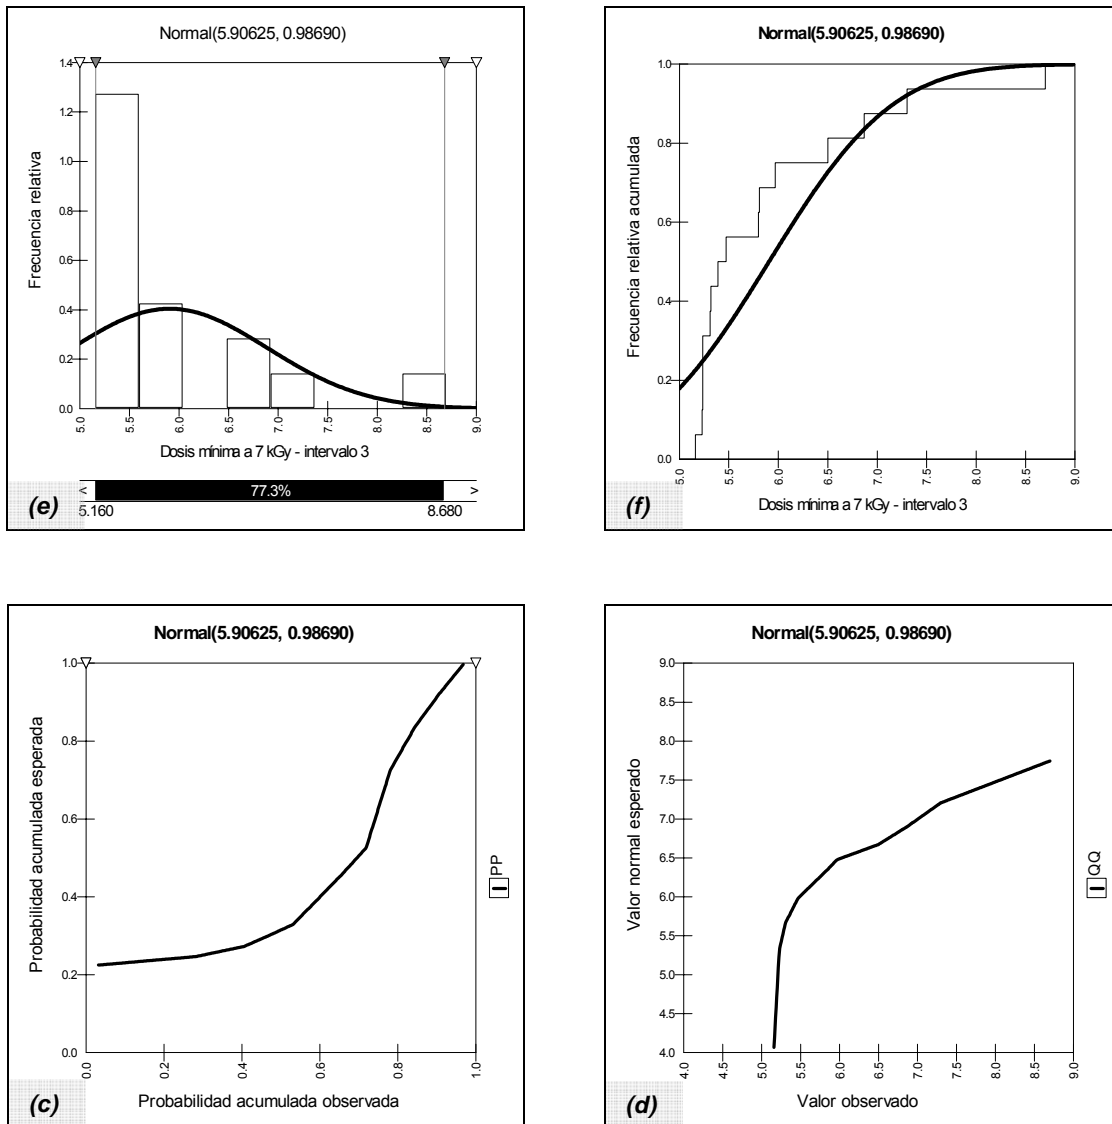 Normal(5.90625, 0.98690)
Frecuencia relativa
1.4
1.2
1.0
0.8
0.6
0.4
0.2
0.0
5.0 5.5 6.0 6.5 7.0 7.5 8.0 8.5 9.0
Dosis mínima a 7 kGy - intervalo 3
< 77.3% >
5.160 8.680
(e)
Normal(5.90625, 0.98690)
Frecuencia relativa acumulada
1.0
0.8
0.6
0.4
0.2
0.0
5.0 5.5 6.0 6.5 7.0 7.5 8.0 8.5 9.0
Dosis mínima a 7 kGy - intervalo 3
(f)
Normal(5.90625, 0.98690)
Probabilidad acumulada esperada
1.0
0.8
0.6
0.4
0.2
0.0
0.0 0.2 0.4 0.6 0.8 1.0
Probabilidad acumulada observada
PP
(c)
Normal(5.90625, 0.98690)
Valor normal esperado
9.0
8.5
8.0
7.5
7.0
6.5
6.0
5.5
5.0
4.5
4.0
4.0 4.5 5.0 5.5 6.0 6.5 7.0 7.5 8.0 8.5 9.0
Valor observado
QQ
(d)